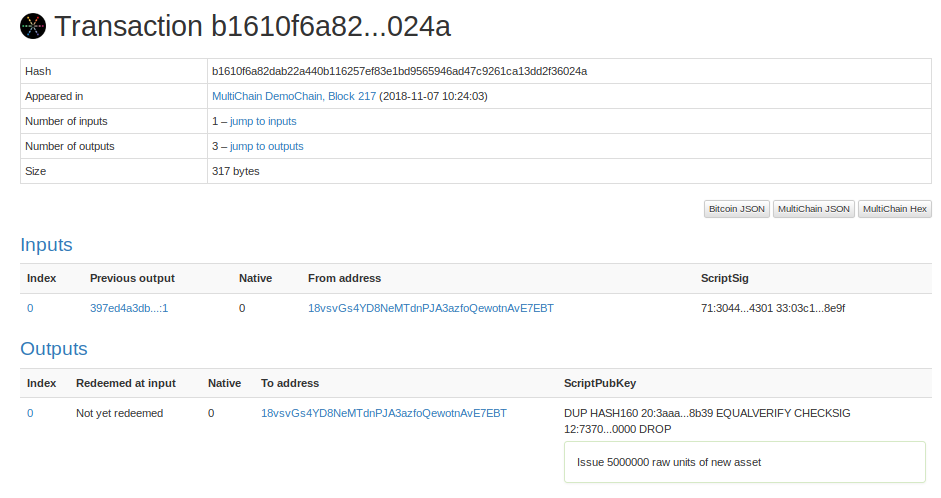 Transaction b1610f6a82...024a
Hash b1610f6a82dab22a440b116257ef83e1bd9565946ad47c9261ca13dd2f36024a
Appeared in MultiChain DemoChain, Block 217 (2018-11-07 10:24:03)
Number of inputs 1 – jump to inputs
Number of outputs 3 – jump to outputs
Size 317 bytes
Bitcoin JSON MultiChain JSON MultiChain Hex
Inputs
Index Previous output Native From address ScriptSig
0 397ed4a3db...:1 0 18vsvGs4YD8NeMTdnPJA3azfoQewotnAvE7EBT 71:3044...4301 33:03c1...8e9f
Outputs
Index Redeemed at input Native To address ScriptPubKey
0 Not yet redeemed 0 18vsvGs4YD8NeMTdnPJA3azfoQewotnAvE7EBT DUP HASH160 20:3aaa...8b39 EQUALVERIFY CHECKSIG
12:7370...0000 DROP
Issue 5000000 raw units of new asset